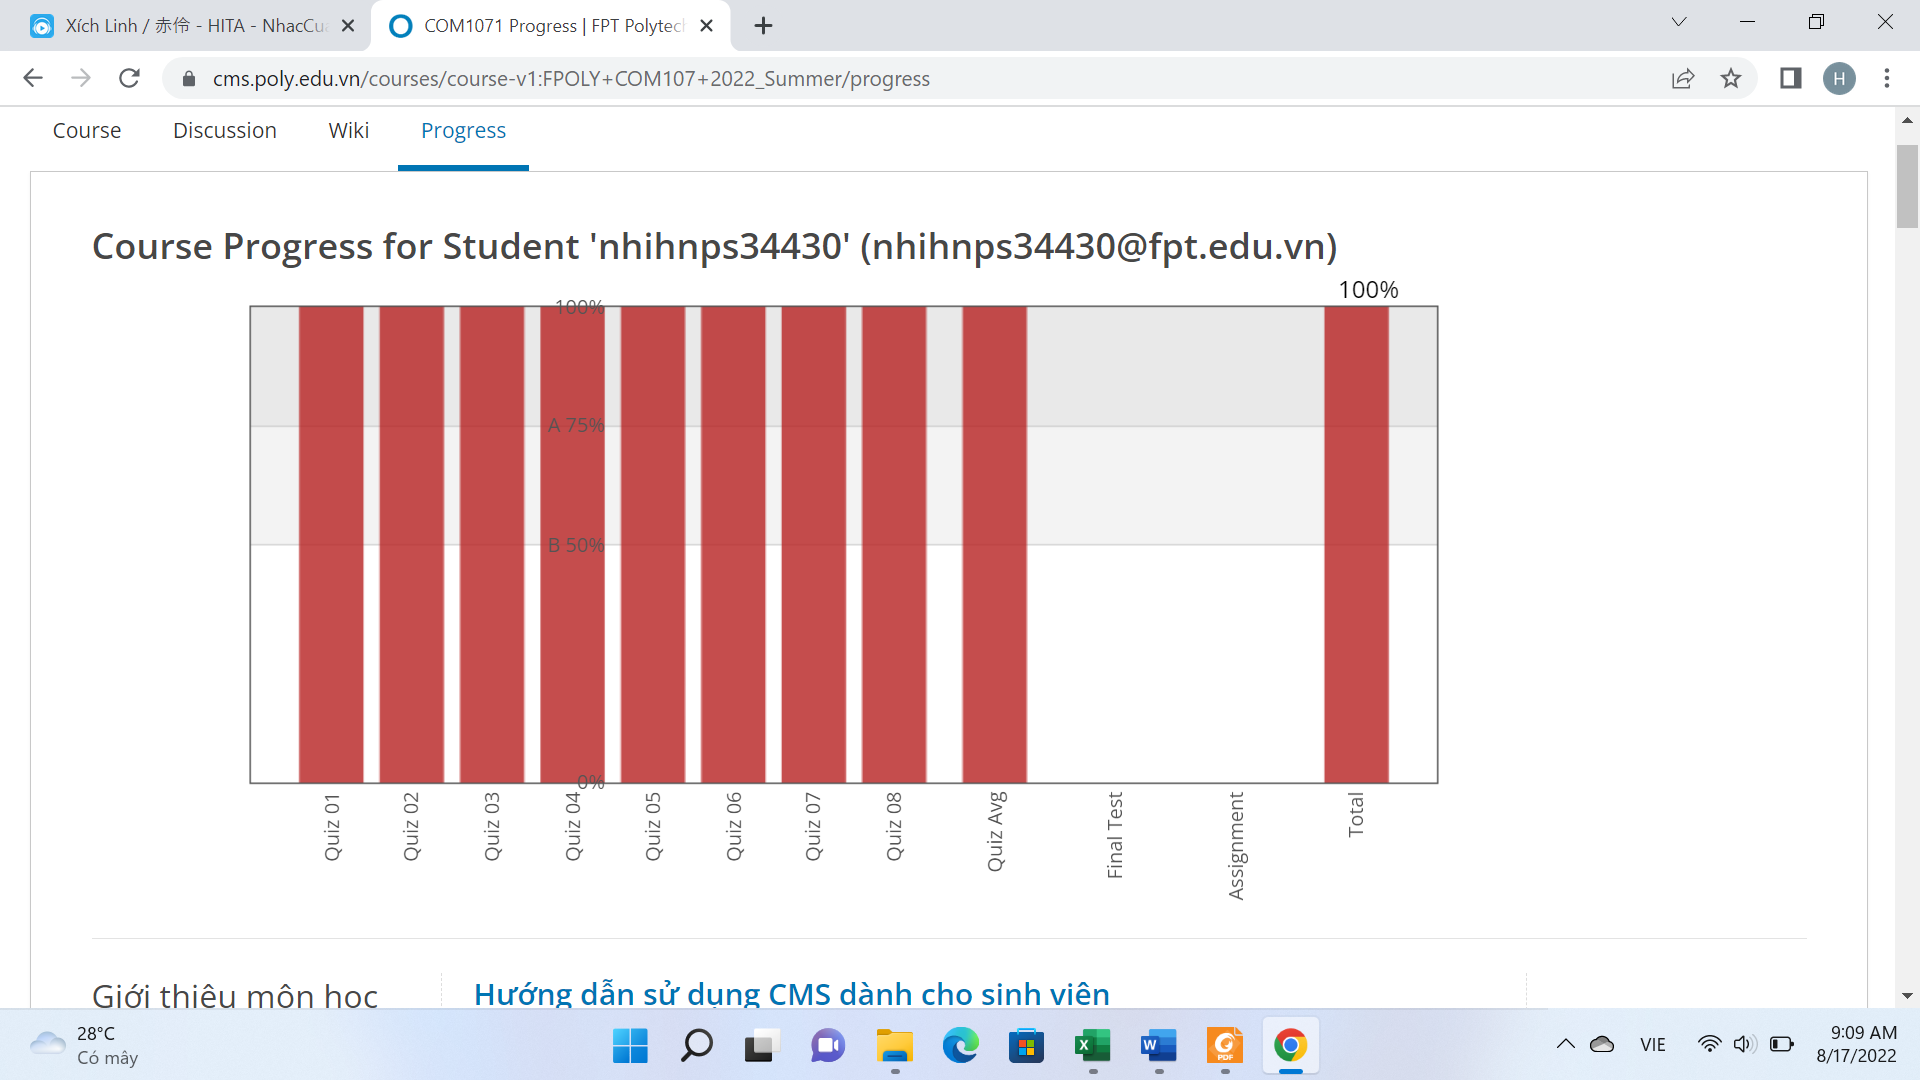 Xích Linh / 赤伶 - HITA - NhacCu
COM1071 Progress | FPT Polytec
cms.poly.edu.vn/courses/course-v1:FPOLY+COM107+2022_Summer/progress
H
Course Discussion Wiki Progress
Course Progress for Student 'nhihnps34430' (nhihnps34430@fpt.edu.vn)
100%
100%
A 75%
B 50%
0%
Quiz 01
Quiz 02
Quiz 03
Quiz 04
Quiz 05
Quiz 06
Quiz 07
Quiz 08
Quiz Avg
Final Test
Assignment
Total
Giới thiệu môn học
Hướng dẫn sử dụng CMS dành cho sinh viên
28°C
Có mây
X
W
PDF
VIE
9:09 AM
8/17/2022